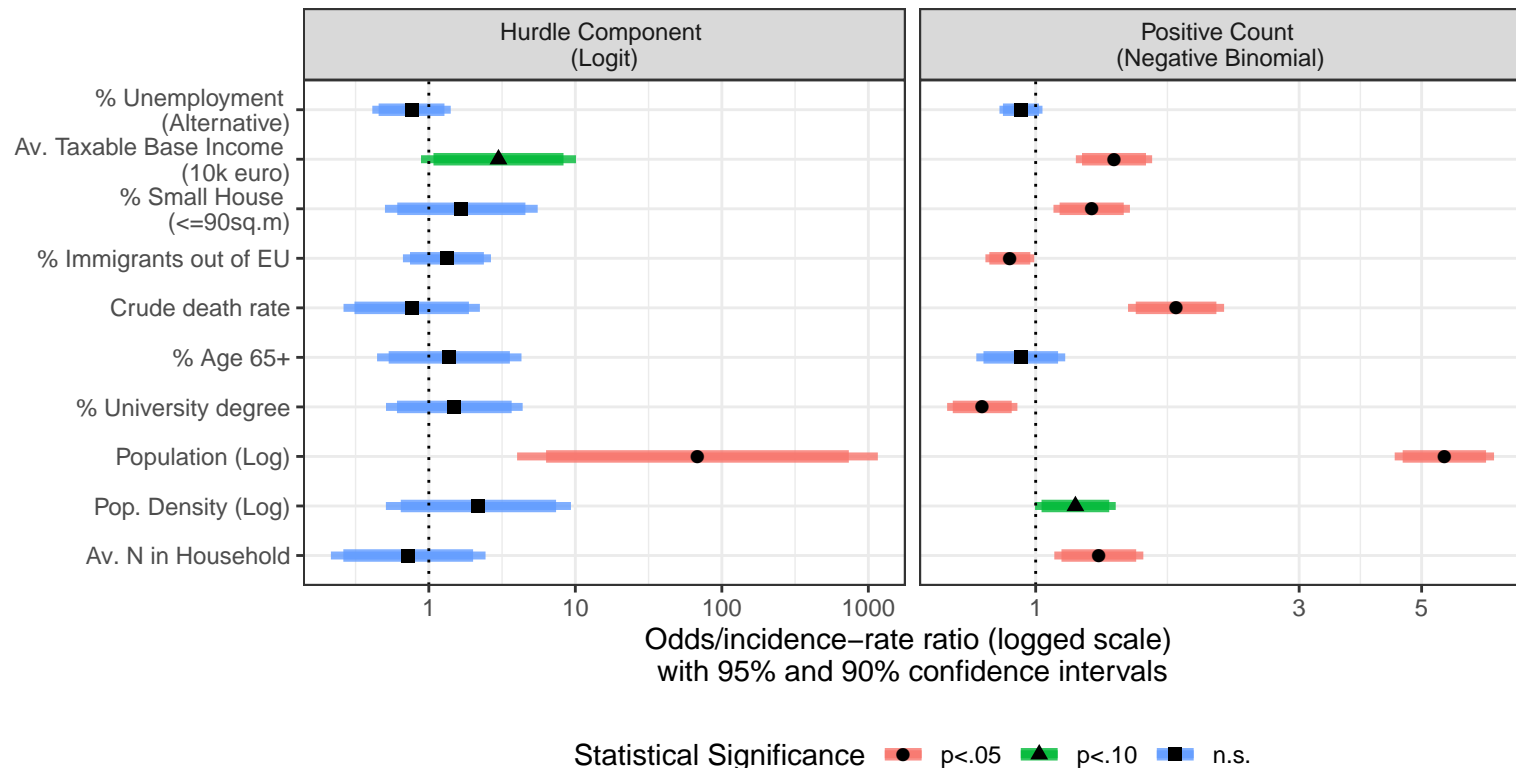 Hurdle Component
(Logit)
Positive Count
(Negative Binomial)
% Unemployment
(Alternative)
Av. Taxable Base Income
(10k euro)
% Small House
(<=90sq.m)
% Immigrants out of EU
Crude death rate
% Age 65+
% University degree
Population (Log)
Pop. Density (Log)
Av. N in Household
1 10 100 1000
1 3 5
Odds/incidence−rate ratio (logged scale)
with 95% and 90% confidence intervals
Statistical Significance p<.05 p<.10 n.s.